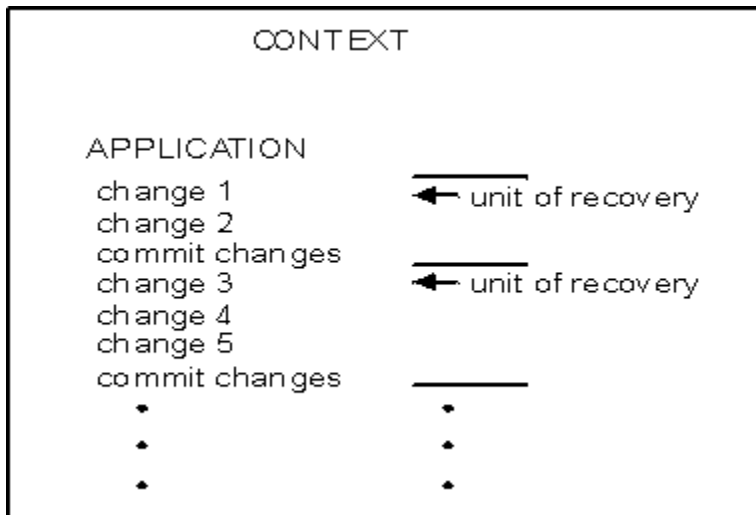 CONTEXT
APPLICATION
change 1
unit of recovery
change 2
commit changes
change 3
unit of recovery
change 4
change 5
commit changes